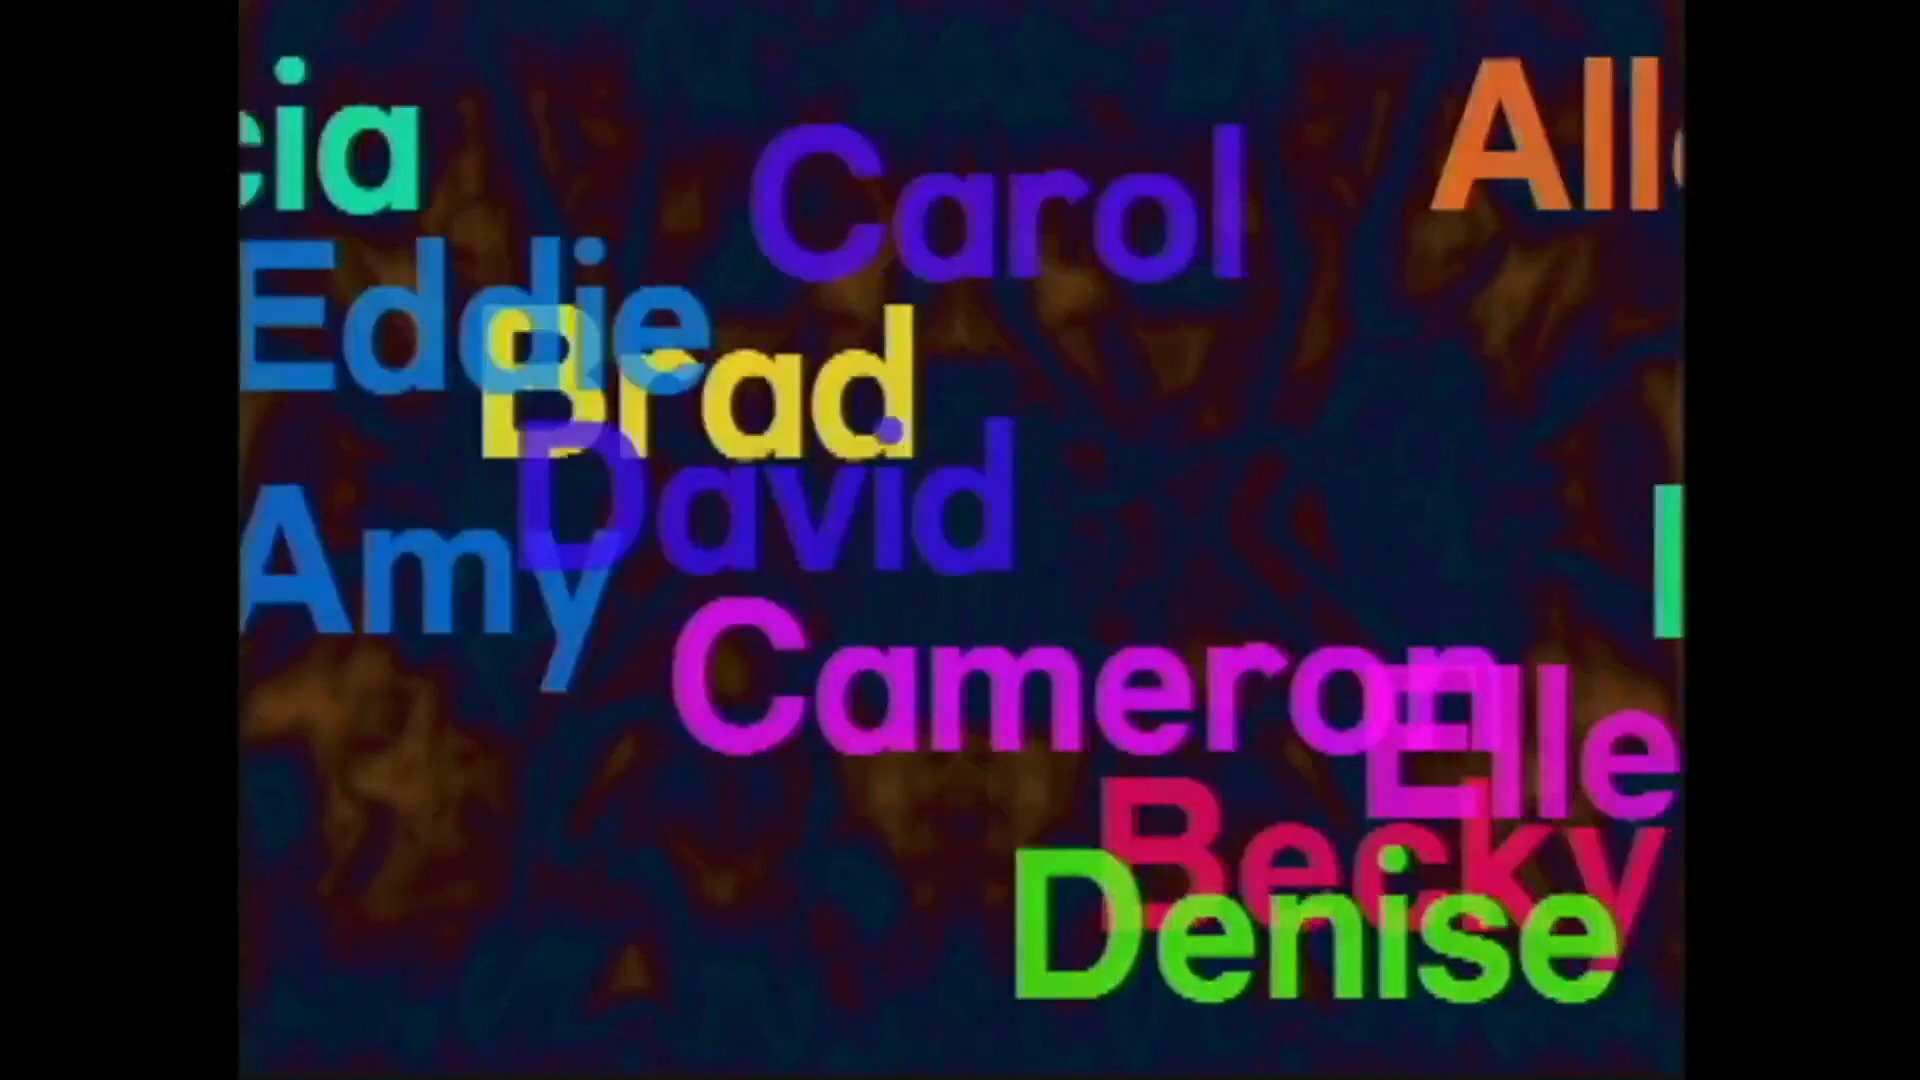 cia
Carol
All
Eddie
Brad
David
Amy
Cameron
Elle
Becky
Denise